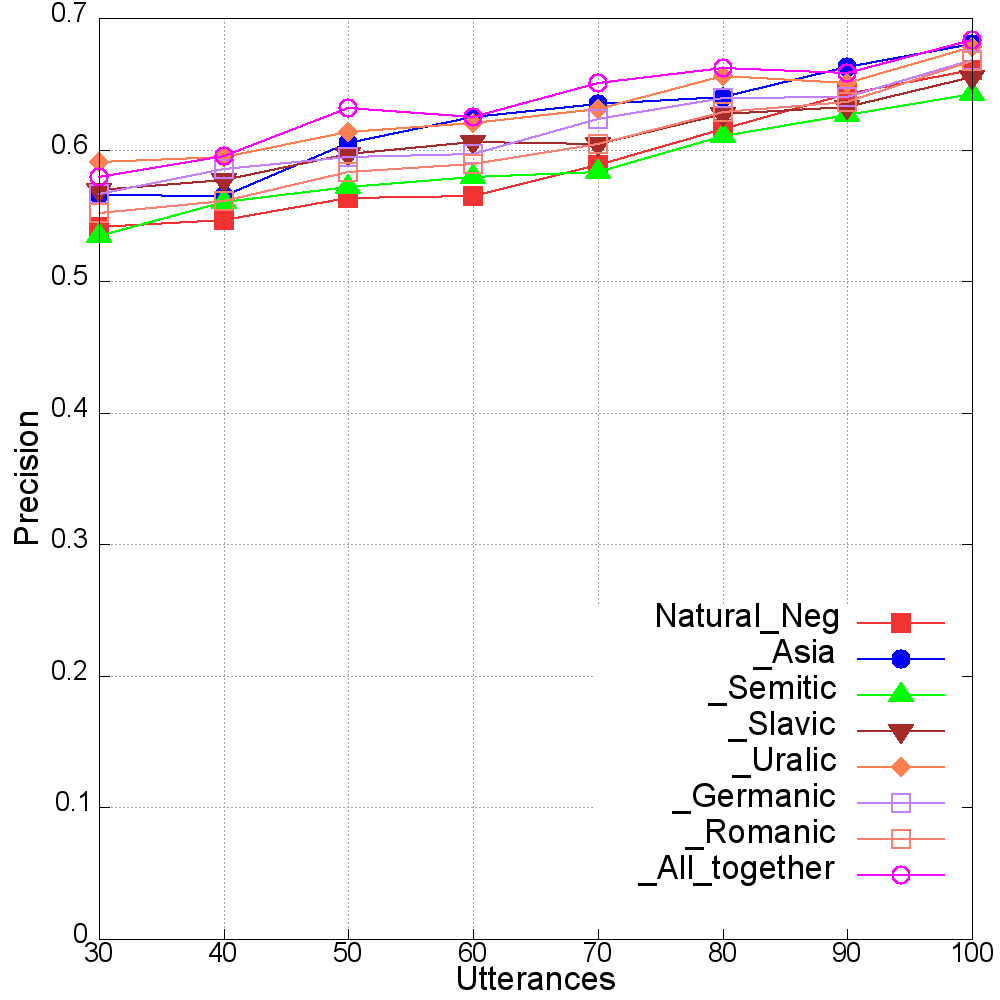 0.7
0.6
0.5
0.4
0.3
0.2
0.1
0
Precision
Natural_Neg
_Asia
_Semitic
_Slavic
_Uralic
_Germanic
_Romanic
_All_together
30 40 50 60 70 80 90 100
Utterances